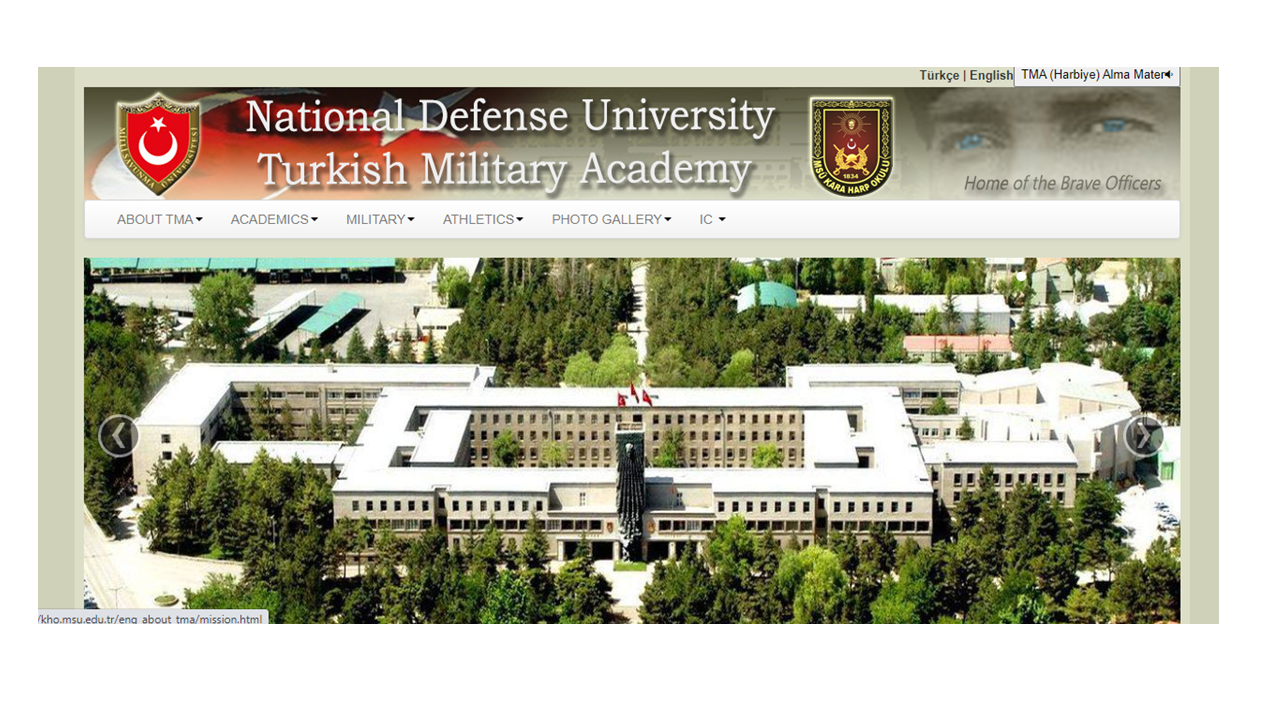 Türkçe | English TMA (Harbiye) Alma Mater
National Defense University
Turkish Military Academy
MİLLİ SAVUNMA ÜNİVERSİTESİ
1834
MSÜ KARA HARP OKULU
Home of the Brave Officers
ABOUT TMA ACADEMICS MILITARY ATHLETICS PHOTO GALLERY IC
/kho.msu.edu.tr/eng_about_tma/mission.html